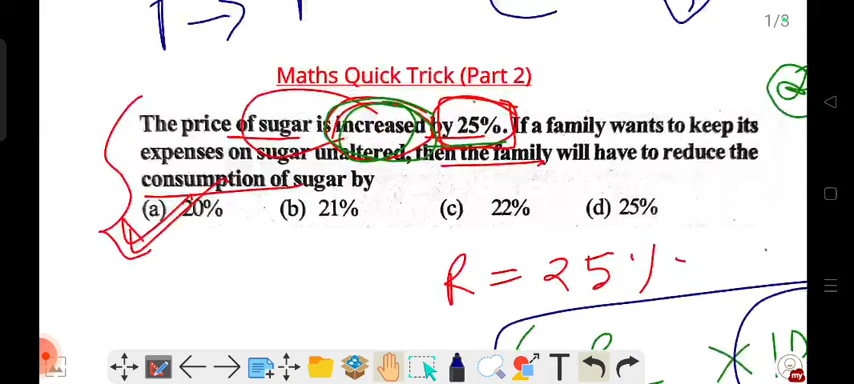 1/3
Maths Quick Trick (Part 2)
The price of sugar is increased by 25%. If a family wants to keep its
expenses on sugar unaltered, then the family will have to reduce the
consumption of sugar by
(a) 20% (b) 21% (c) 22% (d) 25%
R = 25%
T
my